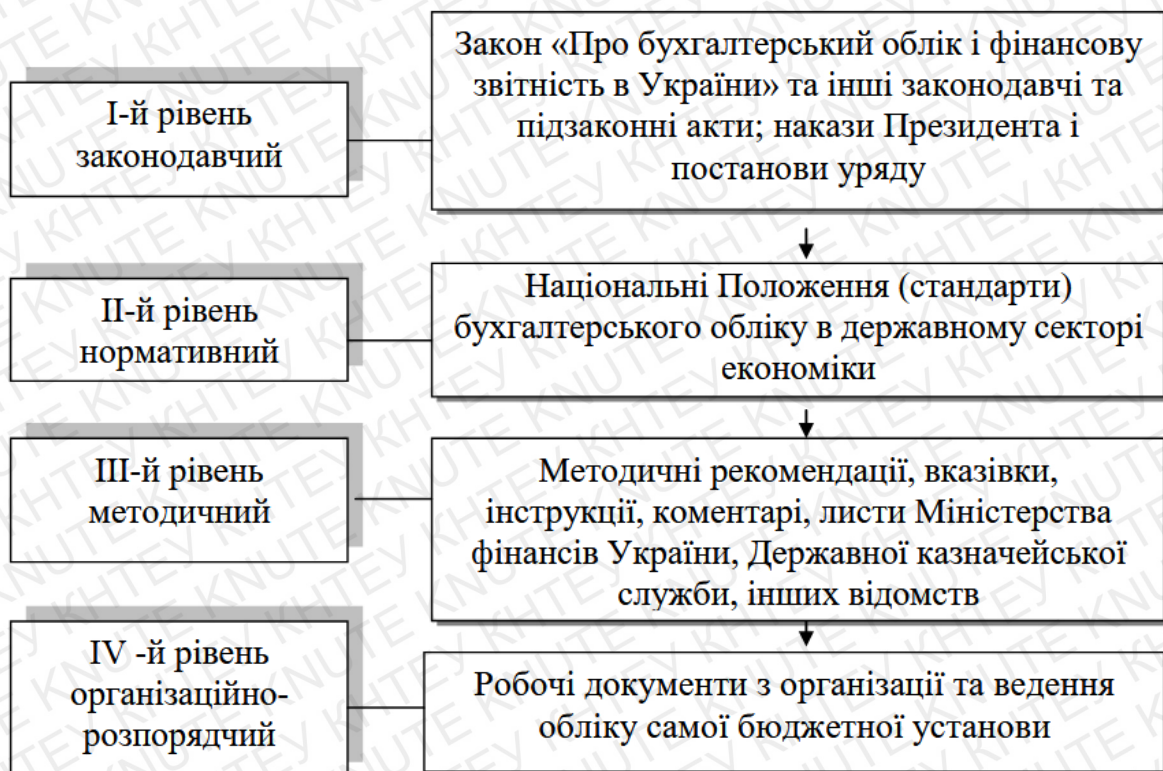 І-й рівень
законодавчий
Закон «Про бухгалтерський облік і фінансову
звітність в Україні» та інші законодавчі та
підзаконні акти; накази Президента і
постанови уряду
ІІ-й рівень
нормативний
Національні Положення (стандарти)
бухгалтерського обліку в державному секторі
економіки
ІІІ-й рівень
методичний
Методичні рекомендації, вказівки,
інструкції, коментарі, листи Міністерства
фінансів України, Державної казначейської
служби, інших відомств
IV -й рівень
організаційно-
розпорядчий
Робочі документи з організації та ведення
обліку самої бюджетної установи